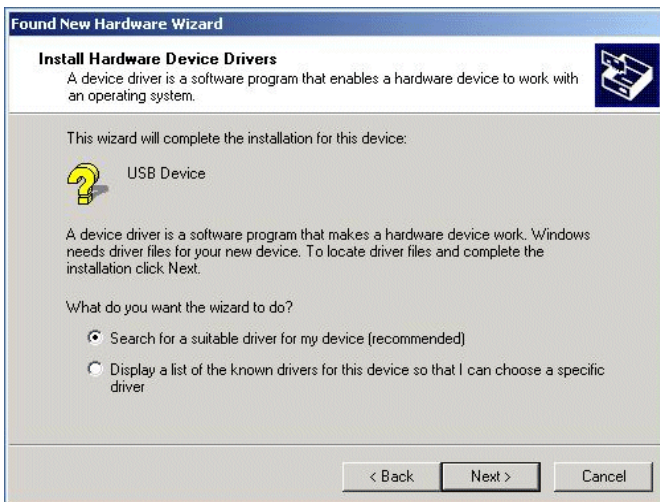 Found New Hardware Wizard
Install Hardware Device Drivers
A device driver is a software program that enables a hardware device to work with
an operating system.
This wizard will complete the installation for this device:
USB Device
A device driver is a software program that makes a hardware device work. Windows
needs driver files for your new device. To locate driver files and complete the
installation click Next.
What do you want the wizard to do?
Search for a suitable driver for my device (recommended)
Display a list of the known drivers for this device so that I can choose a specific
driver
< Back Next > Cancel